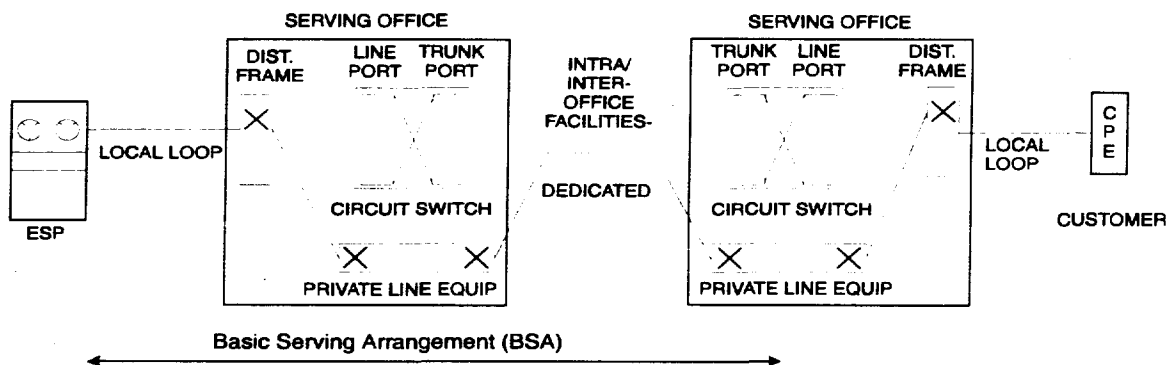 SERVING OFFICE
SERVING OFFICE
DIST.
FRAME
LINE
PORT
TRUNK
PORT
INTRA/
INTER-
OFFICE
FACILITIES-
DEDICATED
TRUNK
PORT
LINE
PORT
DIST.
FRAME
LOCAL LOOP
ESP
CIRCUIT SWITCH
PRIVATE LINE EQUIP
CIRCUIT SWITCH
PRIVATE LINE EQUIP
LOCAL
LOOP
CPE
CUSTOMER
Basic Serving Arrangement (BSA)